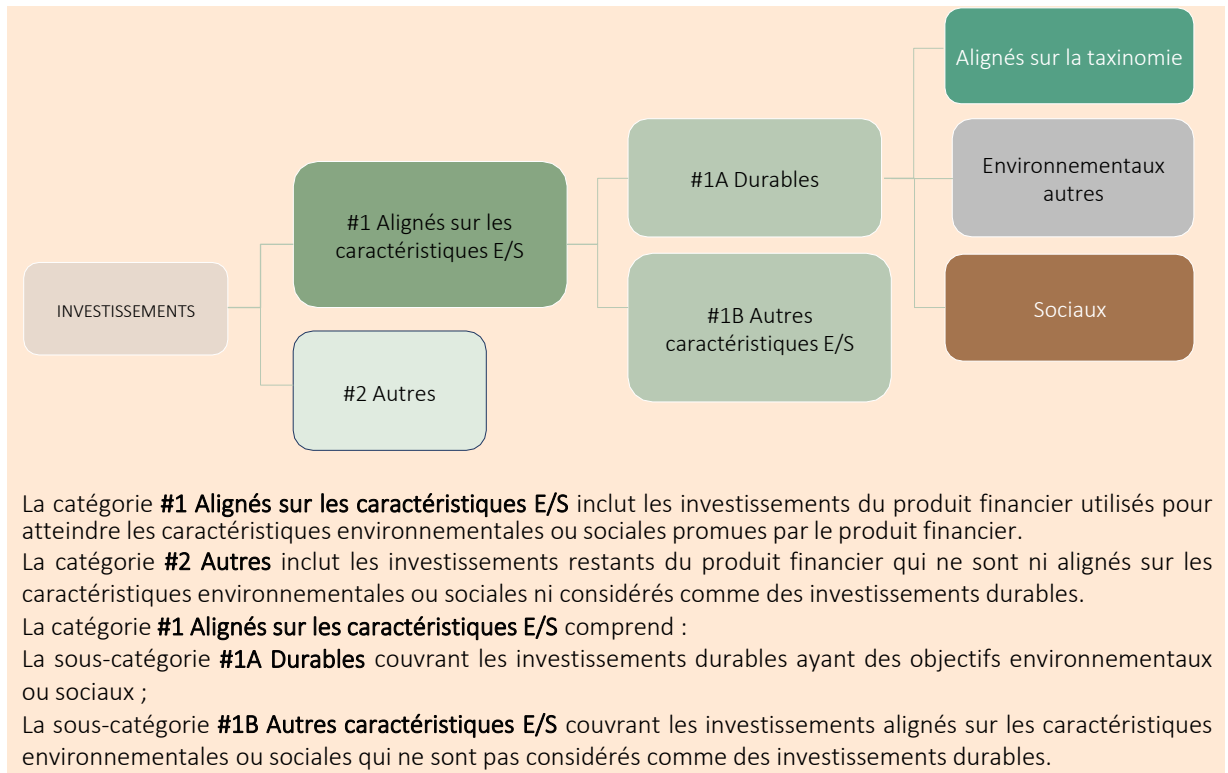 Alignés sur la taxinomie
#1A Durables
Environnementaux
autres
#1 Alignés sur les
caractéristiques E/S
INVESTISSEMENTS
#1B Autres
caractéristiques E/S
Sociaux
#2 Autres
La catégorie #1 Alignés sur les caractéristiques E/S inclut les investissements du produit financier utilisés pour
atteindre les caractéristiques environnementales ou sociales promues par le produit financier.
La catégorie #2 Autres inclut les investissements restants du produit financier qui ne sont ni alignés sur les
caractéristiques environnementales ou sociales ni considérés comme des investissements durables.
La catégorie #1 Alignés sur les caractéristiques E/S comprend :
La sous-catégorie #1A Durables couvrant les investissements durables ayant des objectifs environnementaux
ou sociaux ;
La sous-catégorie #1B Autres caractéristiques E/S couvrant les investissements alignés sur les caractéristiques
environnementales ou sociales qui ne sont pas considérés comme des investissements durables.